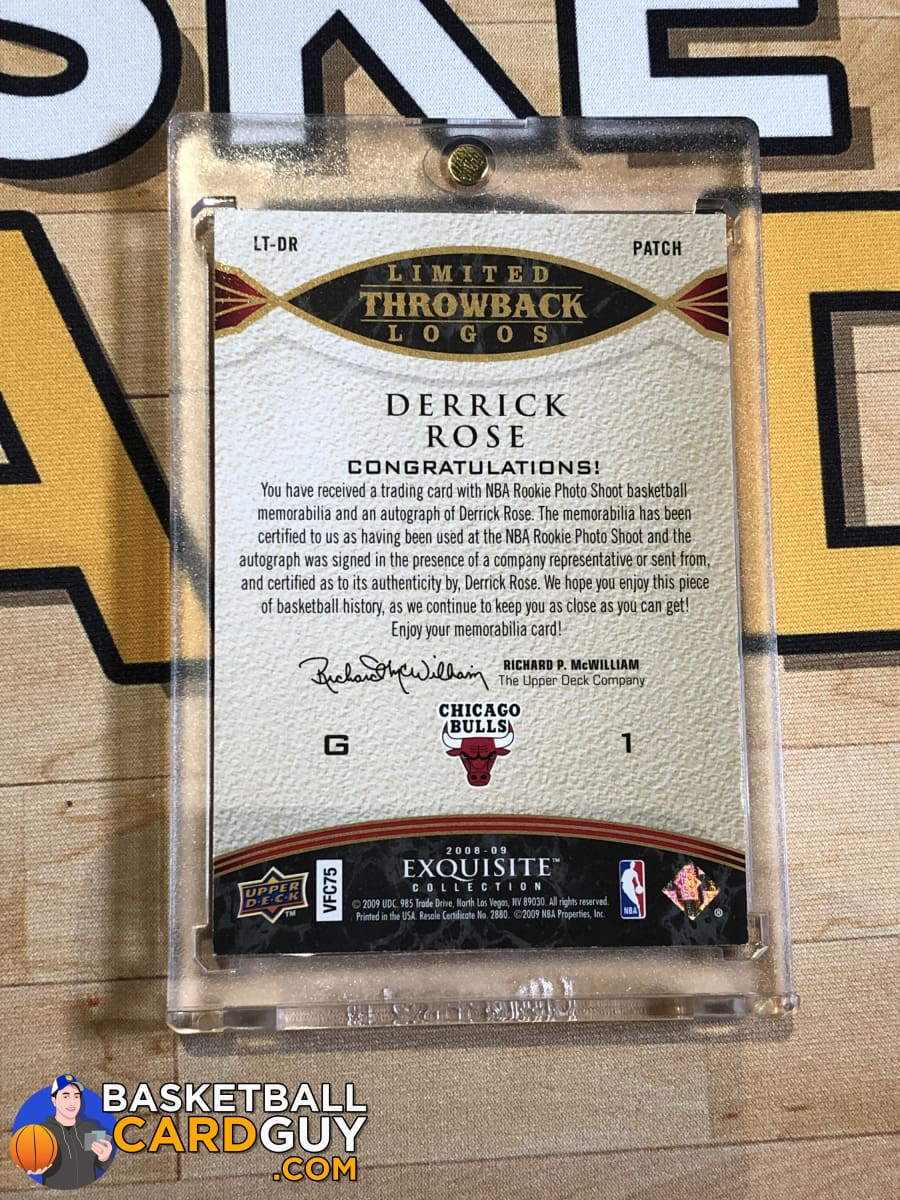 SKE
LT-DR
PATCH
LIMITED
THROWBACK
LOGOS
DERRICK
ROSE
CONGRATULATIONS!
You have received a trading card with NBA Rookie Photo Shoot basketball
memorabilia and an autograph of Derrick Rose. The memorabilia has been
certified to us as having been used at the NBA Rookie Photo Shoot and the
autograph was signed in the presence of a company representative or sent from,
and certified as to its authenticity by, Derrick Rose. We hope you enjoy this piece
of basketball history, as we continue to keep you as close as you can get!
Enjoy your memorabilia card!
Richard McWilliam
RICHARD P. McWILLIAM
The Upper Deck Company
CHICAGO
BULLS
G
1
2008-09
EXQUISITE™
COLLECTION
UPPER
DECK
™
VFC75
© 2009 UDC. 985 Trade Drive, North Las Vegas, NV 89030. All rights reserved.
Printed in the USA. Resale Certificate No. 2880. ©2009 NBA Properties, Inc.
NBA
®
BASKETBALL
CARDGUY
.COM